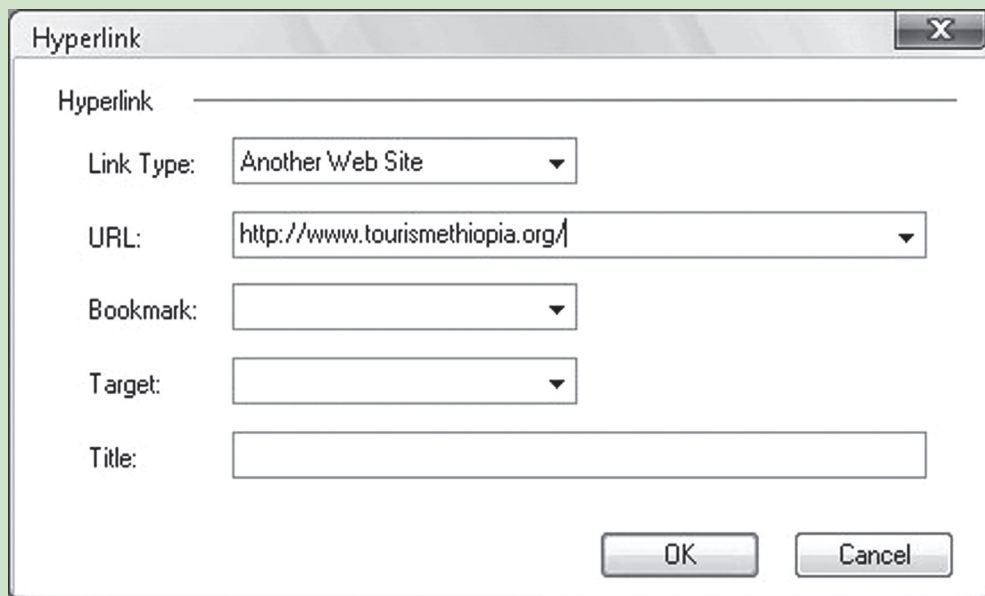 Hyperlink
Hyperlink
Link Type: Another Web Site
URL: http://www.tourismethiopia.org/
Bookmark:
Target:
Title:
OK Cancel